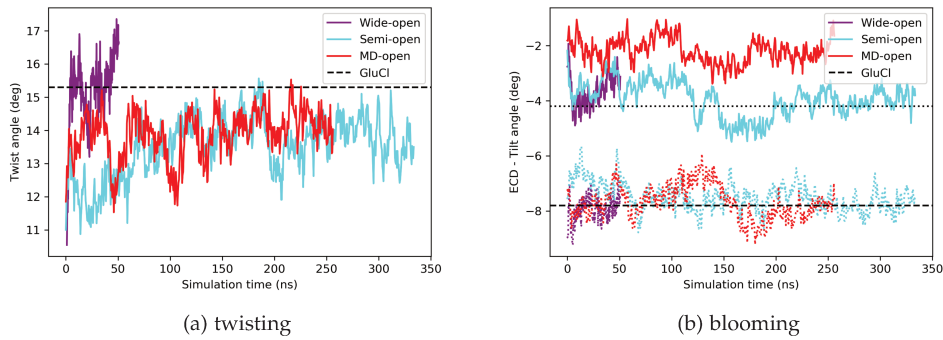 17
16
15
14
13
12
11
Twist angle (deg)
Wide-open
Semi-open
MD-open
GluCl
0 50 100 150 200 250 300 350
Simulation time (ns)
(a) twisting
−2
−4
−6
−8
ECD - Tilt angle (deg)
Wide-open
Semi-open
MD-open
GluCl
0 50 100 150 200 250 300 350
Simulation time (ns)
(b) blooming